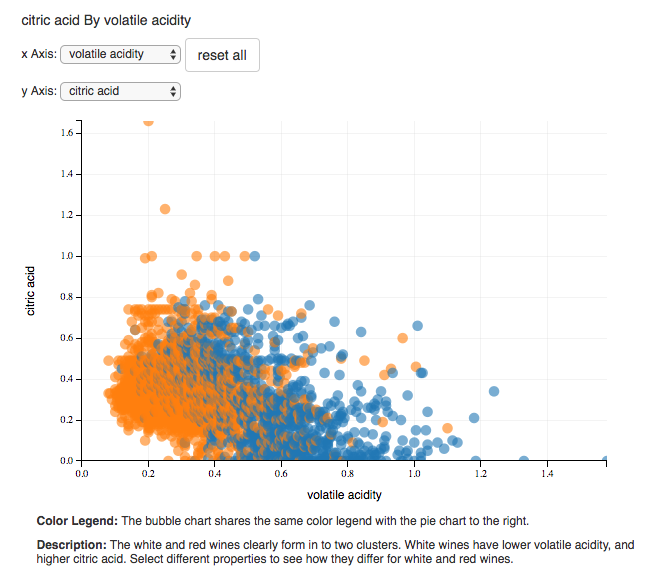 citric acid By volatile acidity
x Axis: volatile acidity reset all
y Axis: citric acid
1.6
1.4
1.2
1.0
0.8
0.6
0.4
0.2
0.0
citric acid
0.0 0.2 0.4 0.6 0.8 1.0 1.2 1.4
volatile acidity
Color Legend: The bubble chart shares the same color legend with the pie chart to the right.
Description: The white and red wines clearly form in to two clusters. White wines have lower volatile acidity, and
higher citric acid. Select different properties to see how they differ for white and red wines.